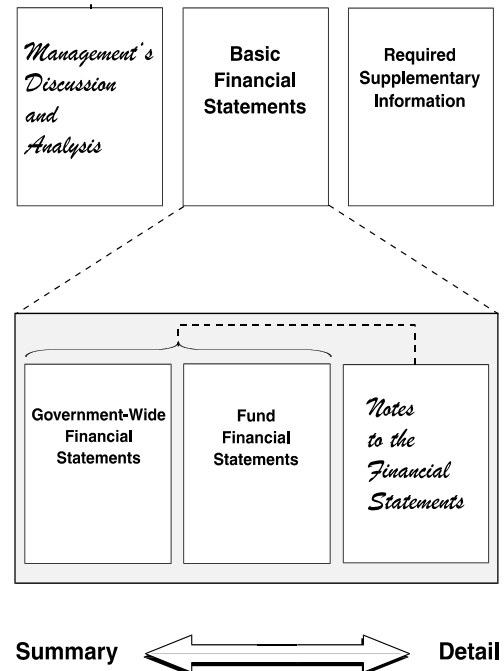 Management's
Discussion
and
Analysis
Basic
Financial
Statements
Required
Supplementary
Information
Government-Wide
Financial
Statements
Fund
Financial
Statements
Notes
to the
Financial
Statements
Summary
Detail